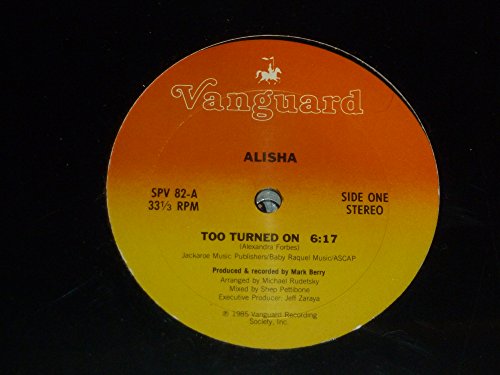 Vanguard
ALISHA
SPV 82-A
33⅓ RPM
SIDE ONE
STEREO
TOO TURNED ON 6:17
(Alexandra Forbes)
Jackaroe Music Publishers/Baby Raquel Music/ASCAP
Produced & recorded by Mark Berry
Arranged by Michael Rudetsky
Mixed by Shep Pettibone
Executive Producer: Jeff Zaraya
℗ 1985 Vanguard Recording
Society, Inc.